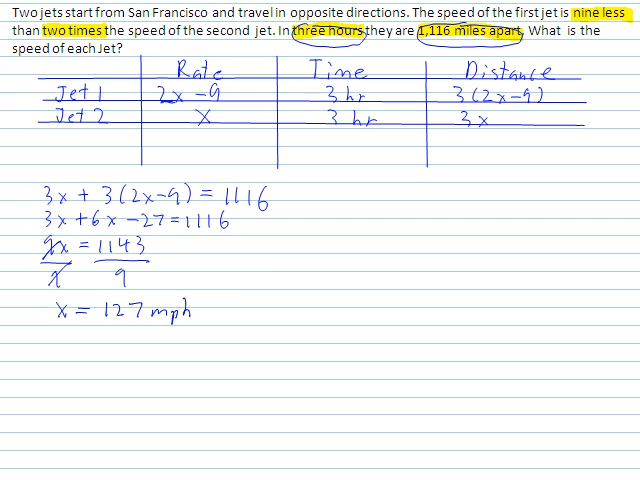 Two jets start from San Francisco and travel in opposite directions. The speed of the first jet is nine less
than two times the speed of the second jet. In three hours they are 1,116 miles apart. What is the
speed of each Jet?
Rate Time Distance
Jet 1 2x - 9 3 hr 3(2x-9)
Jet 2 x 3 hr 3x
3x + 3(2x-9) = 1116
3x + 6x - 27 = 1116
9x = 1143
9 9
x = 127 mph